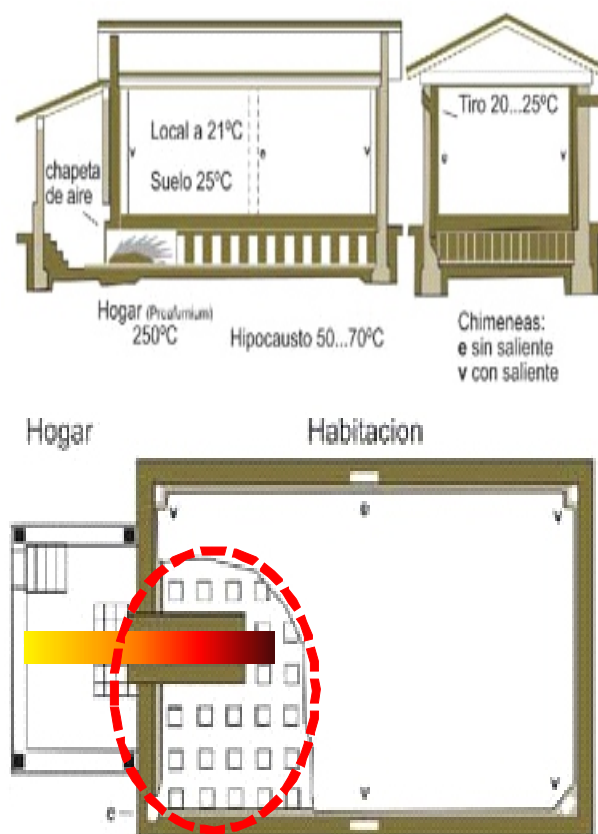 Local a 21ºC
Suelo 25ºC
v
e
v
chapeta
de aire
Hogar (Preafurnium)
250ºC
Hipocausto 50...70ºC
Tiro 20...25ºC
v
v
Chimeneas:
e sin saliente
v con saliente
Hogar
Habitacion
v
e
v
v
v
e